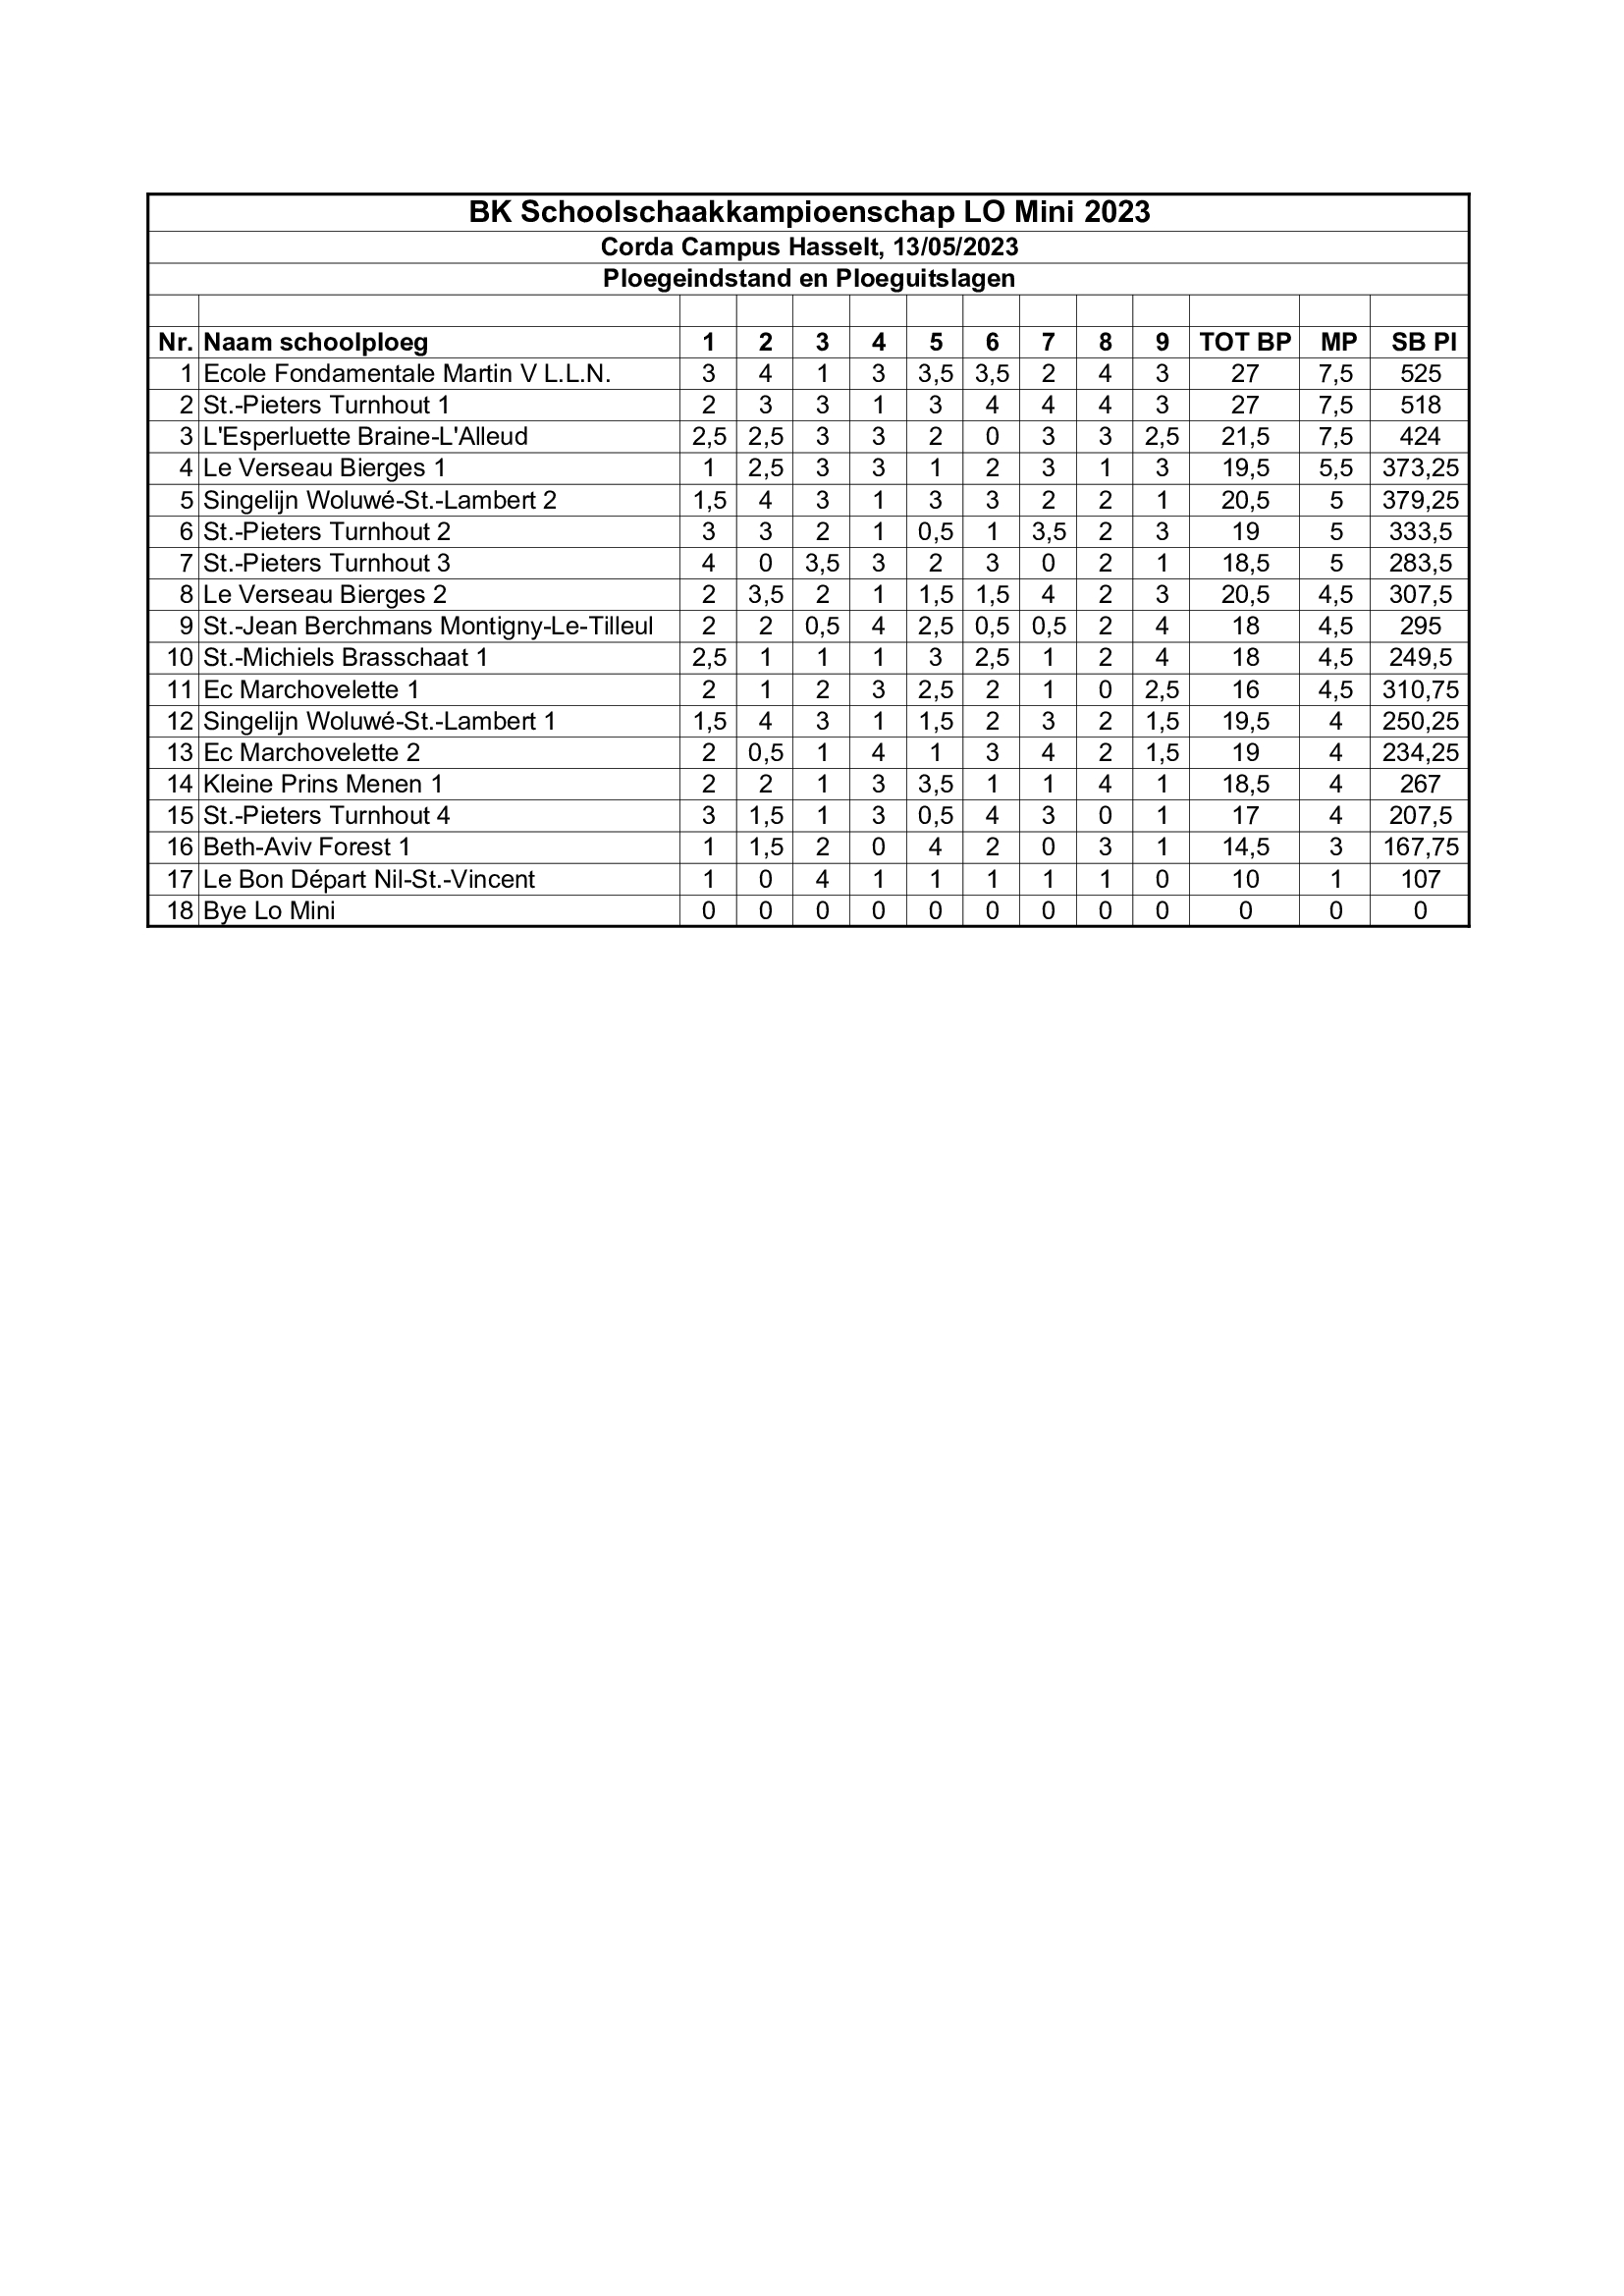 BK Schoolschaakkampioenschap LO Mini 2023
Corda Campus Hasselt, 13/05/2023
Ploegeindstand en Ploeguitslagen
Nr. Naam schoolploeg 1 2 3 4 5 6 7 8 9 TOT BP MP SB Pl
1 Ecole Fondamentale Martin V L.L.N. 3 4 1 3 3,5 3,5 2 4 3 27 7,5 525
2 St.-Pieters Turnhout 1 2 3 3 1 3 4 4 4 3 27 7,5 518
3 L'Esperluette Braine-L'Alleud 2,5 2,5 3 3 2 0 3 3 2,5 21,5 7,5 424
4 Le Verseau Bierges 1 1 2,5 3 3 1 2 3 1 3 19,5 5,5 373,25
5 Singelijn Woluwé-St.-Lambert 2 1,5 4 3 1 3 3 2 2 1 20,5 5 379,25
6 St.-Pieters Turnhout 2 3 3 2 1 0,5 1 3,5 2 3 19 5 333,5
7 St.-Pieters Turnhout 3 4 0 3,5 3 2 3 0 2 1 18,5 5 283,5
8 Le Verseau Bierges 2 2 3,5 2 1 1,5 1,5 4 2 3 20,5 4,5 307,5
9 St.-Jean Berchmans Montigny-Le-Tilleul 2 2 0,5 4 2,5 0,5 0,5 2 4 18 4,5 295
10 St.-Michiels Brasschaat 1 2,5 1 1 1 3 2,5 1 2 4 18 4,5 249,5
11 Ec Marchovelette 1 2 1 2 3 2,5 2 1 0 2,5 16 4,5 310,75
12 Singelijn Woluwé-St.-Lambert 1 1,5 4 3 1 1,5 2 3 2 1,5 19,5 4 250,25
13 Ec Marchovelette 2 2 0,5 1 4 1 3 4 2 1,5 19 4 234,25
14 Kleine Prins Menen 1 2 2 1 3 3,5 1 1 4 1 18,5 4 267
15 St.-Pieters Turnhout 4 3 1,5 1 3 0,5 4 3 0 1 17 4 207,5
16 Beth-Aviv Forest 1 1 1,5 2 0 4 2 0 3 1 14,5 3 167,75
17 Le Bon Départ Nil-St.-Vincent 1 0 4 1 1 1 1 1 0 10 1 107
18 Bye Lo Mini 0 0 0 0 0 0 0 0 0 0 0 0